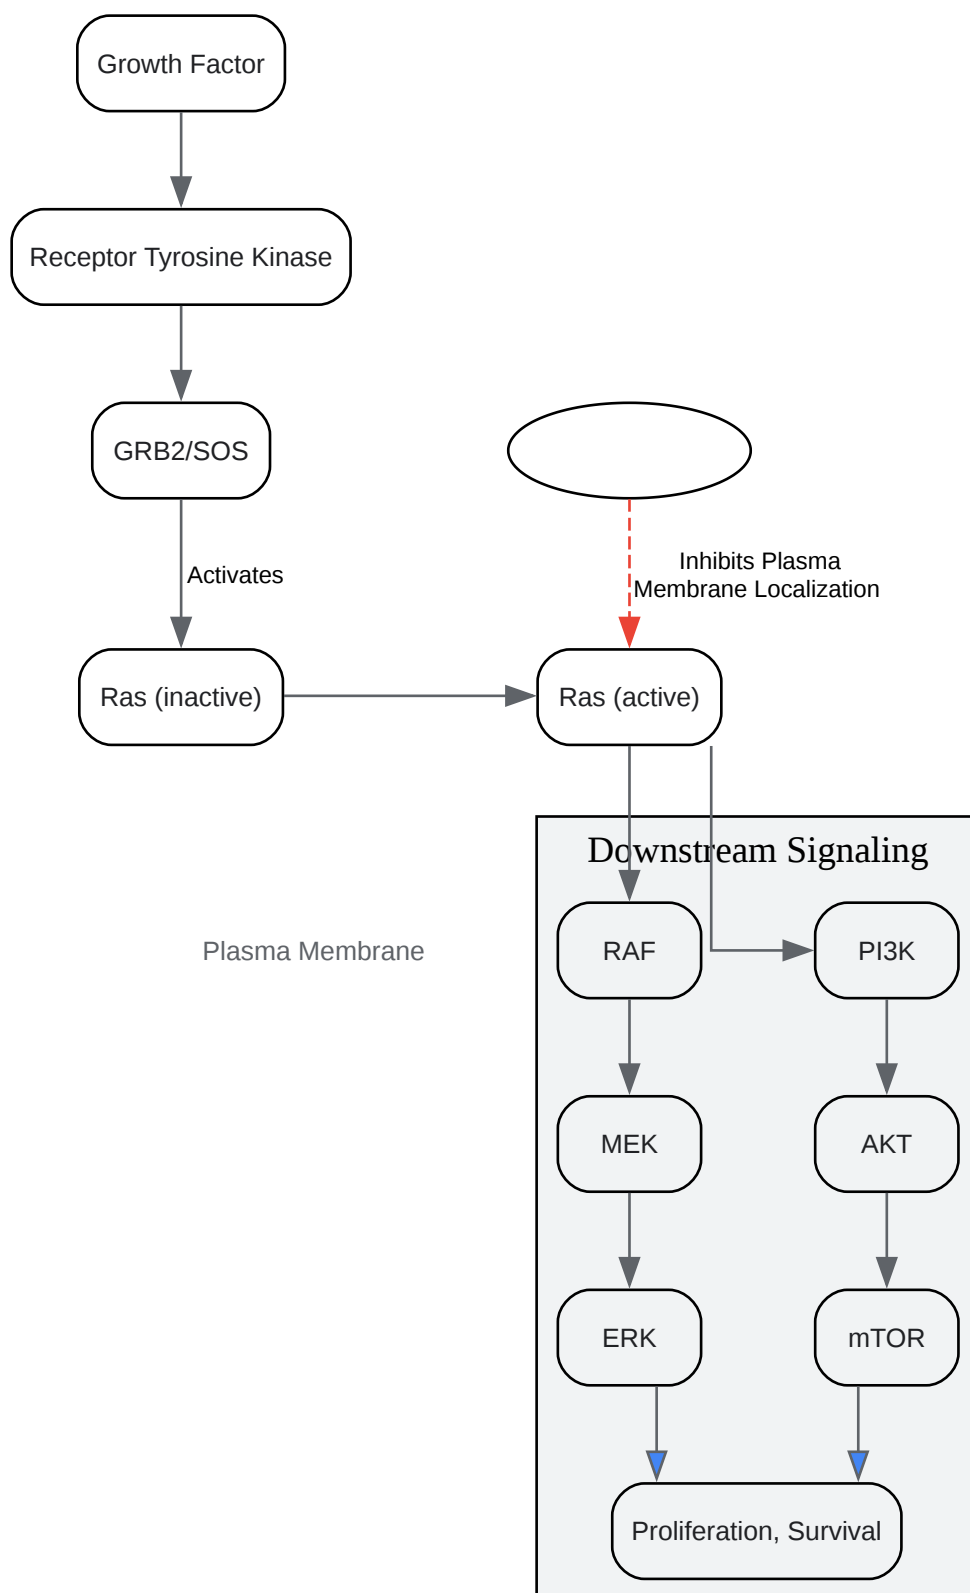 Growth Factor
Receptor Tyrosine Kinase
GRB2/SOS
Activates
Inhibits Plasma
Membrane Localization
Ras (inactive)
Ras (active)
Downstream Signaling
Plasma Membrane
RAF
PI3K
MEK
AKT
ERK
mTOR
Proliferation, Survival